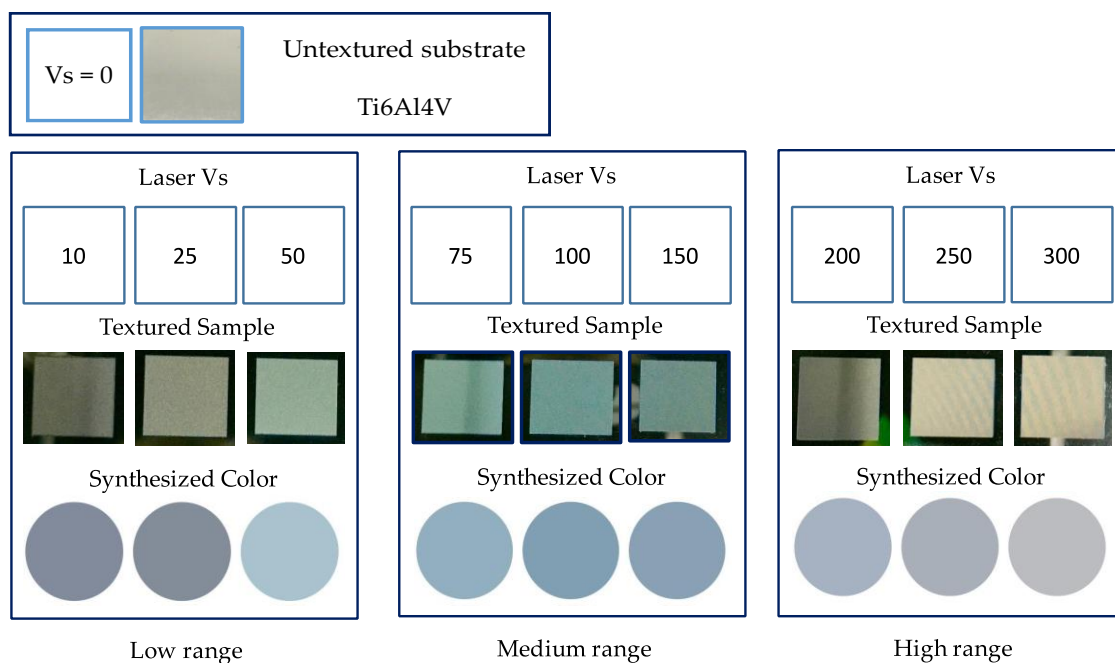 Vs = 0
Untextured substrate
Ti6Al4V
Laser Vs
10 25 50
Textured Sample
Synthesized Color
Low range
Laser Vs
75 100 150
Textured Sample
Synthesized Color
Medium range
Laser Vs
200 250 300
Textured Sample
Synthesized Color
High range